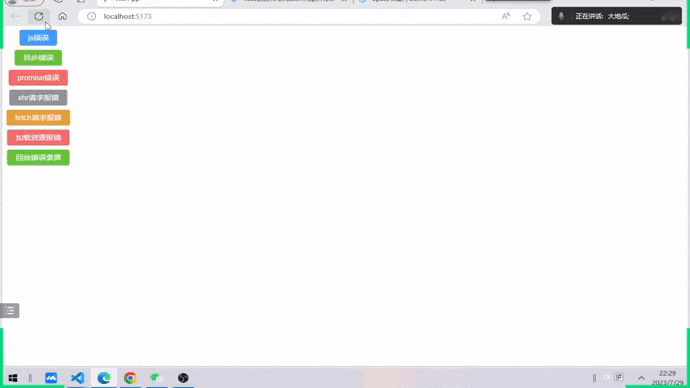 localhost:5173
正在讲话: 大地瓜;
js错误
异步错误
promise错误
xhr请求报错
fetch请求报错
加载资源报错
回放错误录屏
22:29
2023/7/29